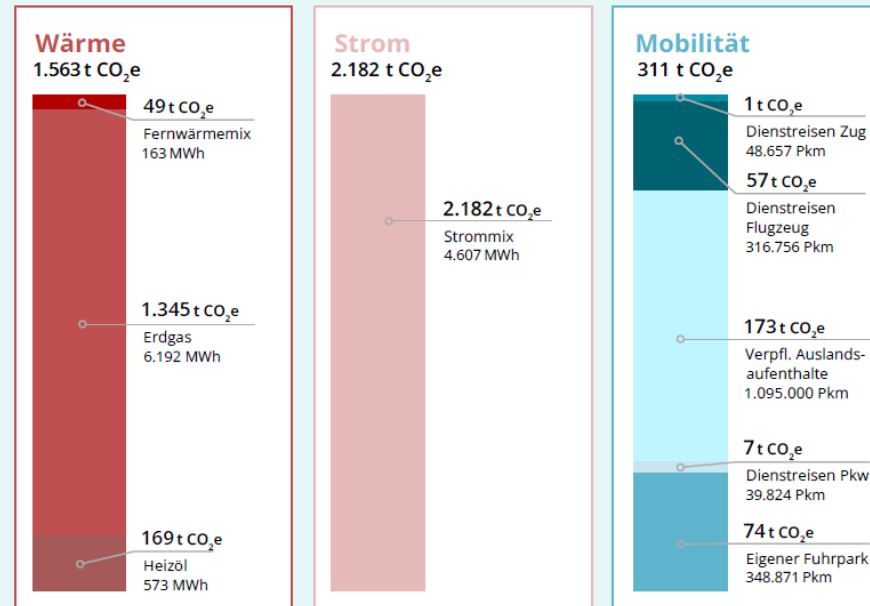 Wärme
1.563 t CO₂e
49 t CO₂e
Fernwärmemix
163 MWh
1.345 t CO₂e
Erdgas
6.192 MWh
169 t CO₂e
Heizöl
573 MWh
Strom
2.182 t CO₂e
2.182 t CO₂e
Strommix
4.607 MWh
Mobilität
311 t CO₂e
1 t CO₂e
Dienstreisen Zug
48.657 Pkm
57 t CO₂e
Dienstreisen
Flugzeug
316.756 Pkm
173 t CO₂e
Verpfl. Auslands-
aufenthalte
1.095.000 Pkm
7 t CO₂e
Dienstreisen Pkw
39.824 Pkm
74 t CO₂e
Eigener Fuhrpark
348.871 Pkm